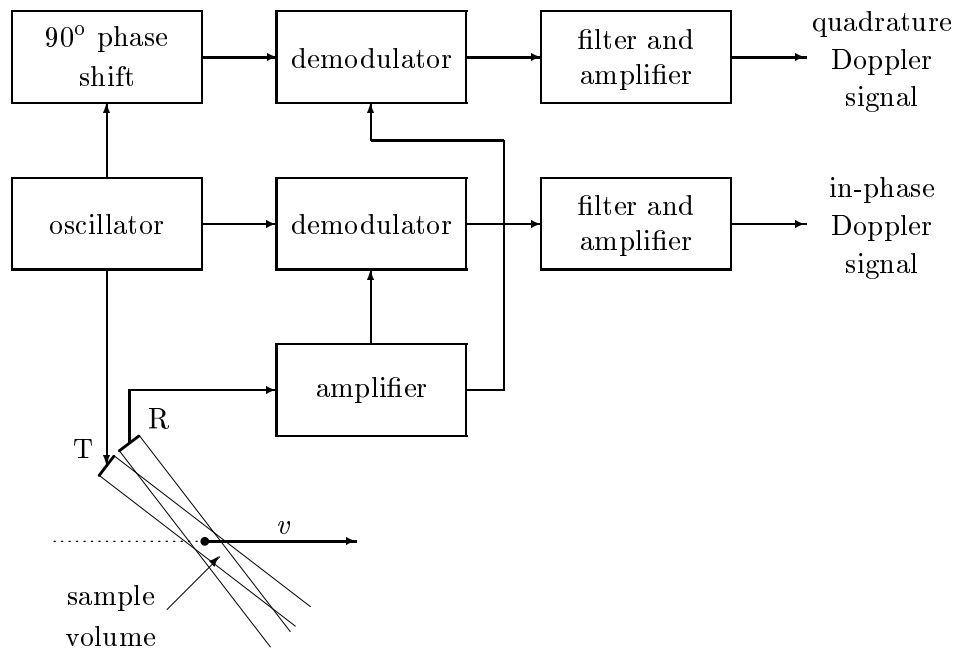 90° phase
shift
demodulator
filter and
amplifier
quadrature
Doppler
signal
oscillator
demodulator
filter and
amplifier
in-phase
Doppler
signal
amplifier
R
T
v
sample
volume